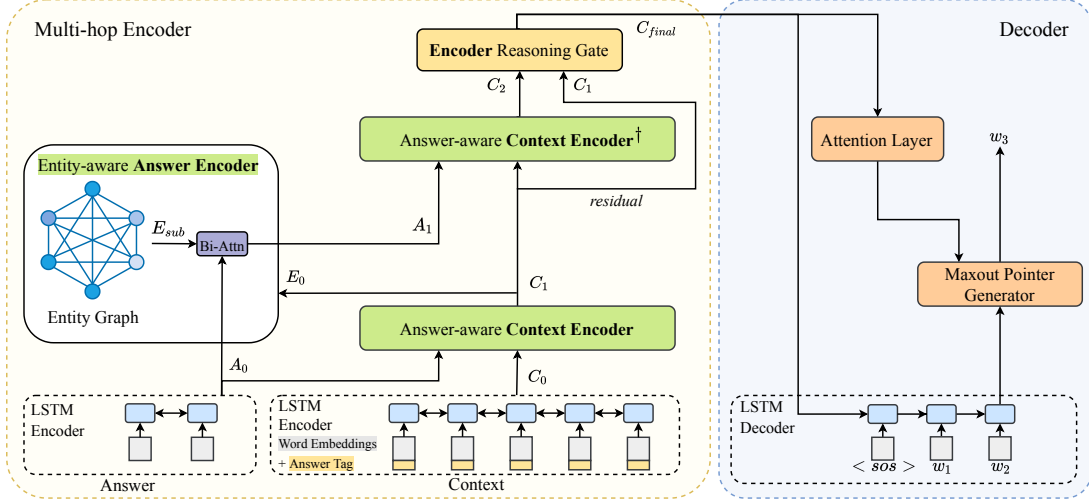 Multi-hop Encoder
Decoder
C_final
Encoder Reasoning Gate
C_2
C_1
Answer-aware Context Encoder†
Attention Layer
w_3
Entity-aware Answer Encoder
residual
E_sub
Bi-Attn
A_1
E_0
C_1
Maxout Pointer
Generator
Entity Graph
Answer-aware Context Encoder
A_0
C_0
LSTM
Encoder
LSTM
Encoder
Word Embeddings
+ Answer Tag
LSTM
Decoder
< sos >
w_1
w_2
Answer
Context